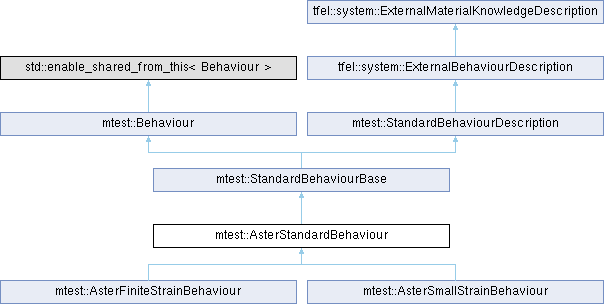 tfel::system::ExternalMaterialKnowledgeDescription
std::enable_shared_from_this< Behaviour >
tfel::system::ExternalBehaviourDescription
mtest::Behaviour
mtest::StandardBehaviourDescription
mtest::StandardBehaviourBase
mtest::AsterStandardBehaviour
mtest::AsterFiniteStrainBehaviour
mtest::AsterSmallStrainBehaviour